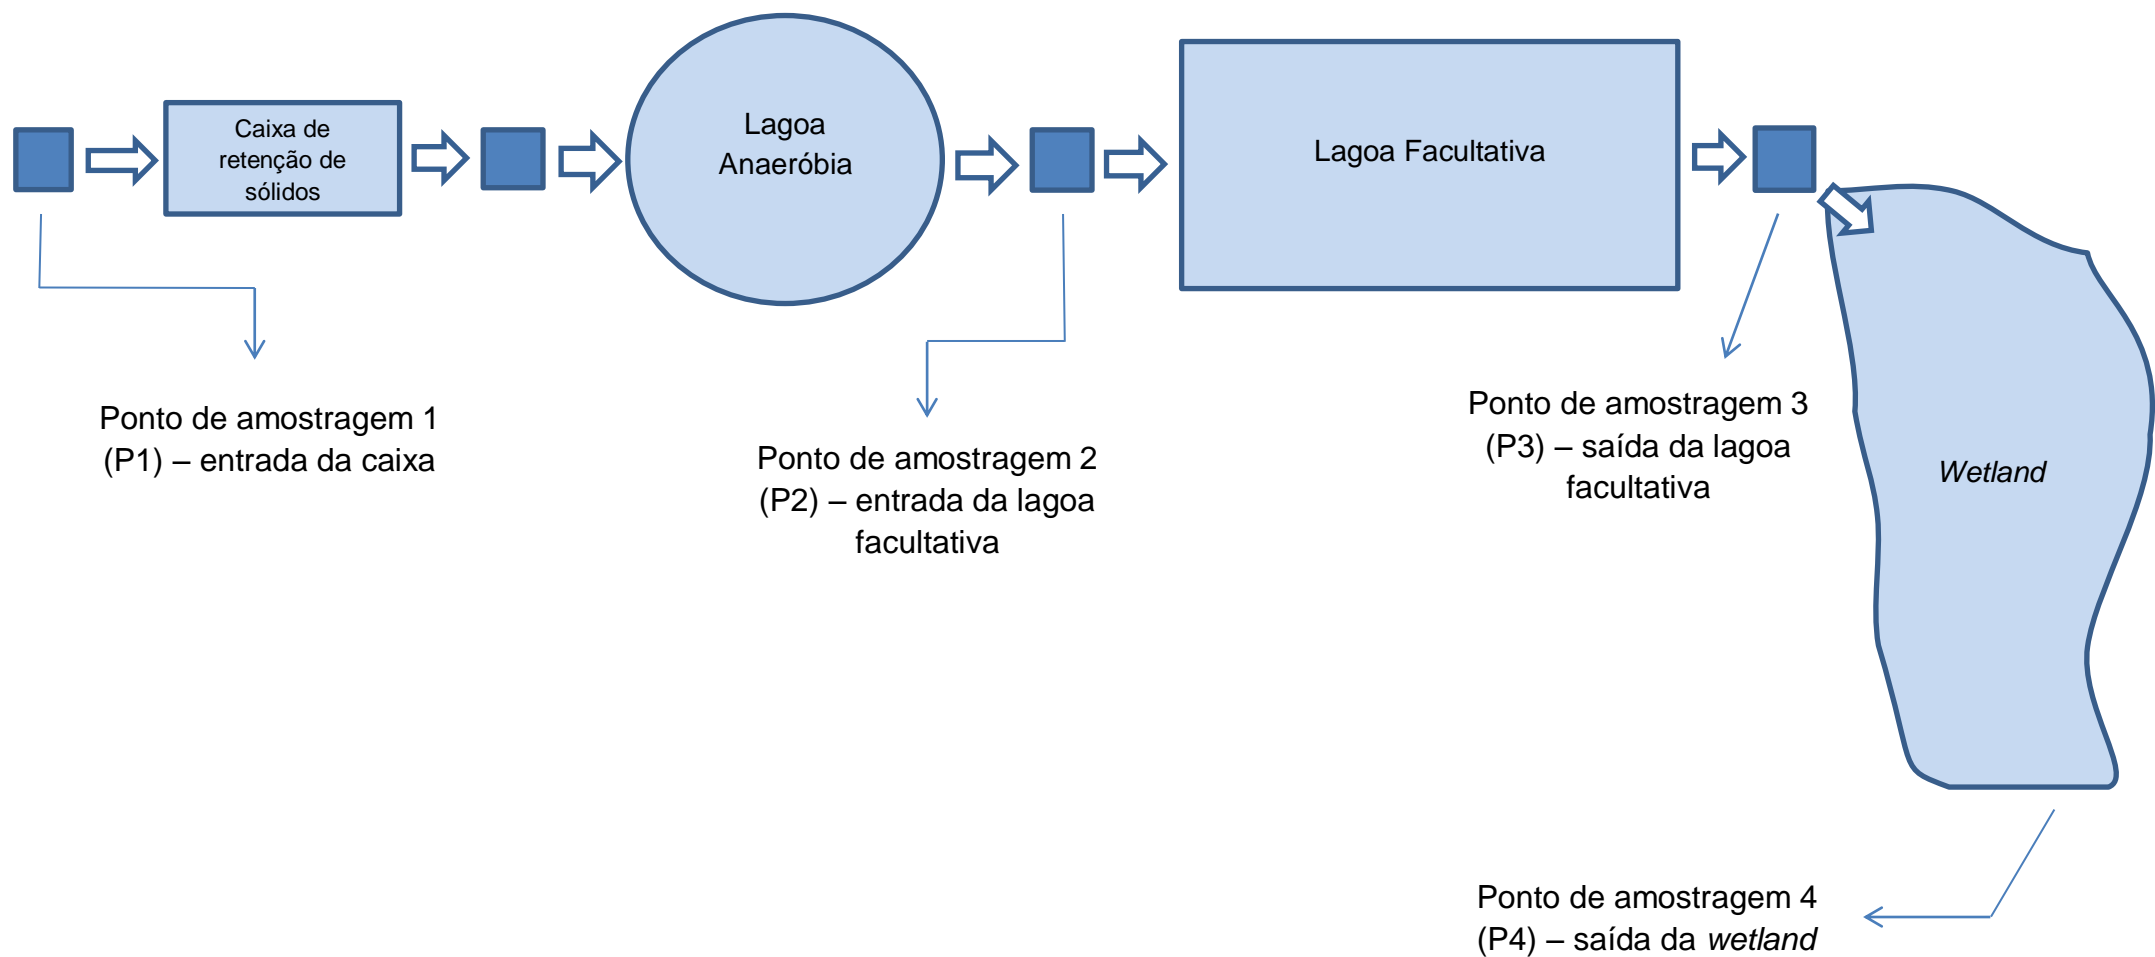 Caixa de
retenção de
sólidos
Lagoa
Anaeróbia
Lagoa Facultativa
Ponto de amostragem 1
(P1) – entrada da caixa
Ponto de amostragem 2
(P2) – entrada da lagoa
facultativa
Ponto de amostragem 3
(P3) – saída da lagoa
facultativa
Wetland
Ponto de amostragem 4
(P4) – saída da wetland